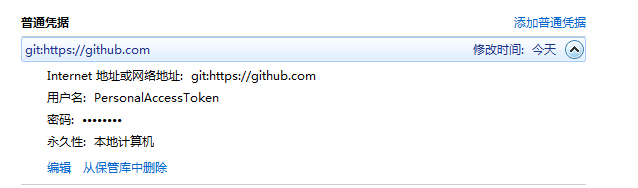 普通凭据 添加普通凭据
git:https://github.com 修改时间: 今天
Internet 地址或网络地址: git:https://github.com
用户名: PersonalAccessToken
密码: ••••••••
永久性: 本地计算机
编辑 从保管库中删除